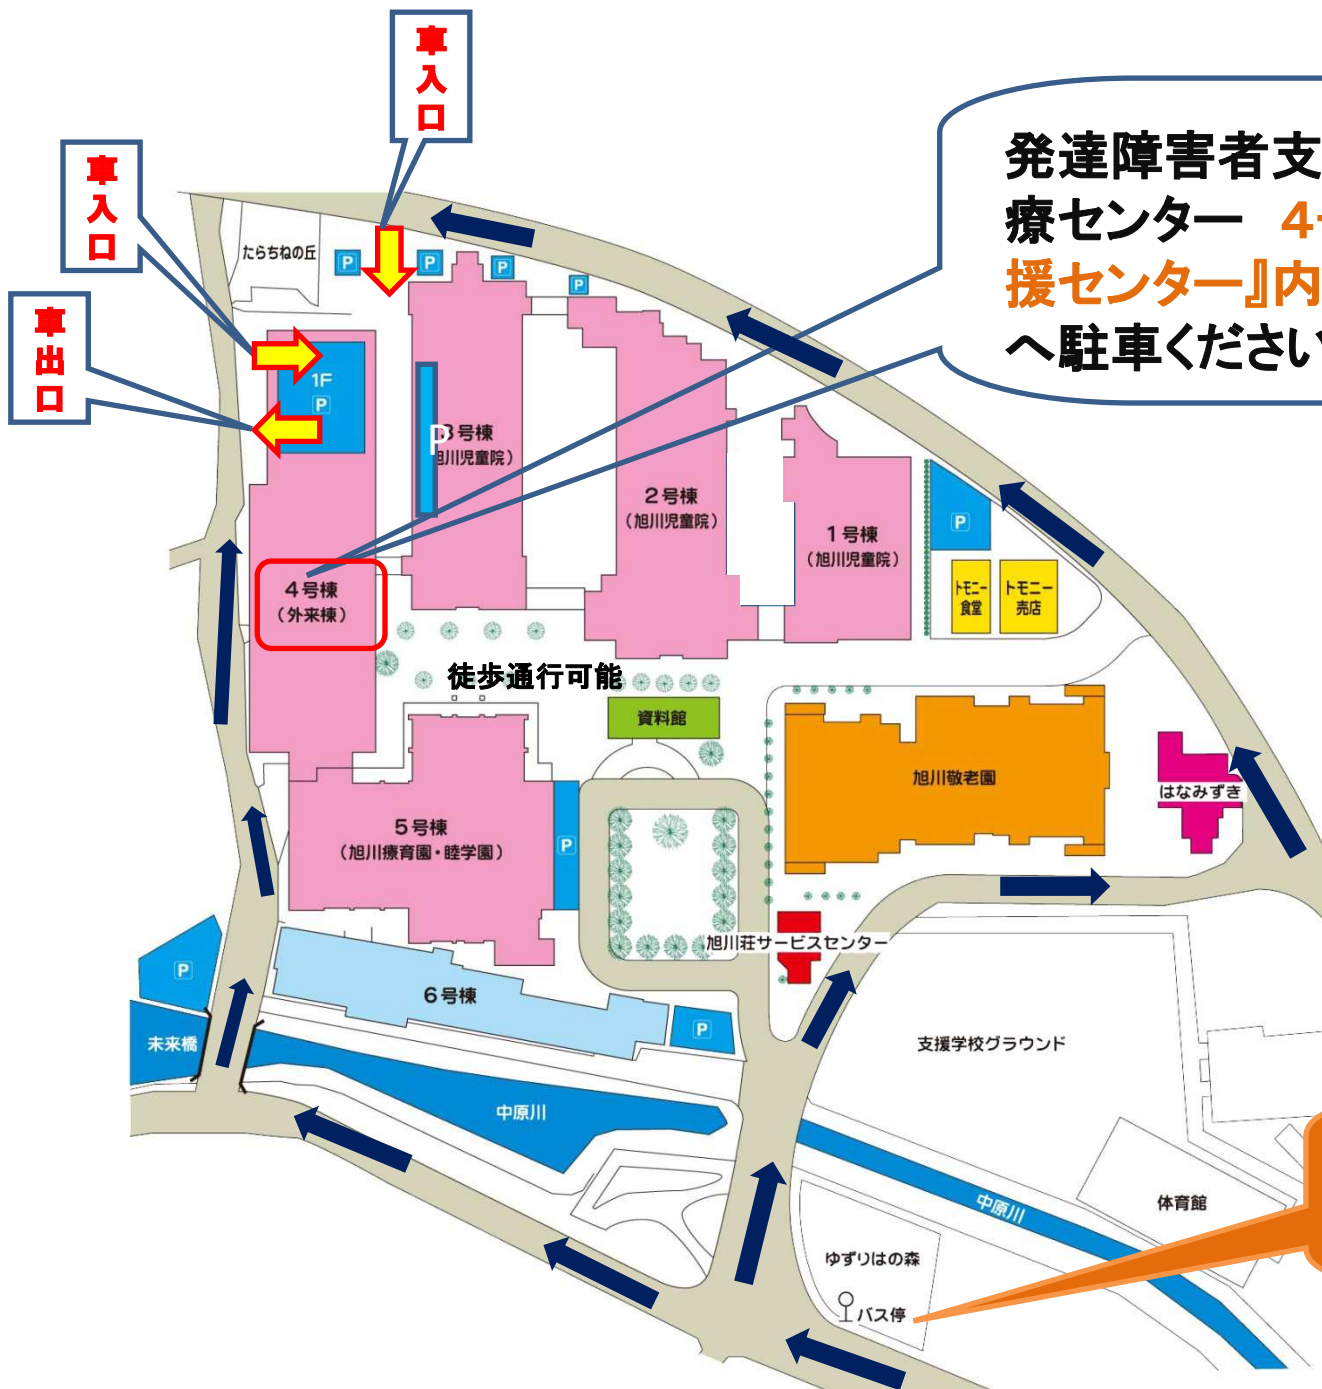 車入口
車入口
車出口
発達障害者支
療センター 4
援センター』内
へ駐車ください
たらちねの丘
P
P
P
P
1F
P
P
3号棟
旭川児童院)
2号棟
(旭川児童院)
1号棟
(旭川児童院)
P
トモニー
食堂
トモニー
売店
4号棟
(外来棟)
徒歩通行可能
資料館
旭川敬老園
はなみずき
5号棟
(旭川療育園・睦学園)
P
旭川荘サービスセンター
P
6号棟
P
未来橋
支援学校グラウンド
中原川
中原川
体育館
ゆずりはの森
バス停